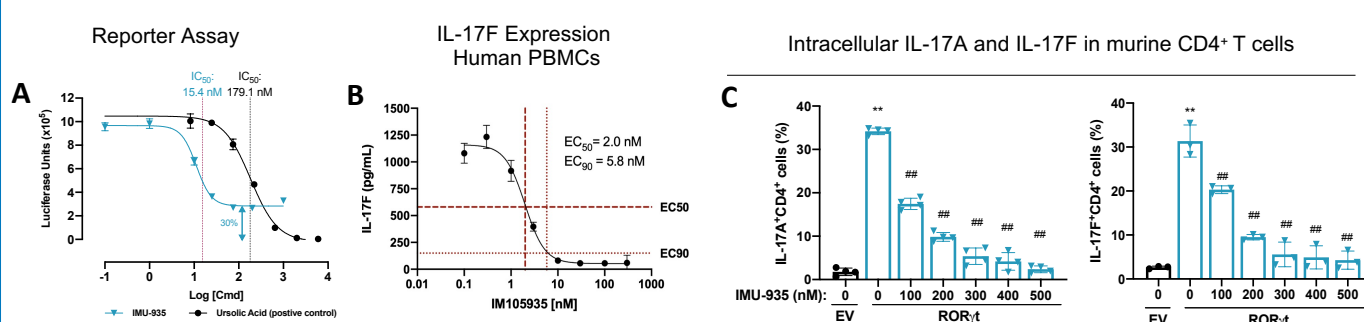 Reporter Assay
IL-17F Expression
Human PBMCs
Intracellular IL-17A and IL-17F in murine CD4+ T cells
A
IC50:
15.4 nM
IC50:
179.1 nM
Luciferase Units (x10⁵)
12
10
8
6
4
2
0
30%
-1 0 1 2 3 4
Log [Cmd]
IMU-935 Ursolic Acid (postive control)
B
IL-17F (pg/mL)
1500
1250
1000
750
500
250
0
EC50= 2.0 nM
EC90 = 5.8 nM
EC50
EC90
0.01 0.1 1 10 100 1000
IM105935 [nM]
C
IL-17A+CD4+ cells (%)
40
30
20
10
0
**
##
##
##
##
##
IMU-935 (nM): 0 0 100 200 300 400 500
EV RORγt
IL-17F+CD4+ cells (%)
40
30
20
10
0
**
##
##
##
##
##
0 0 100 200 300 400 500
EV RORγt